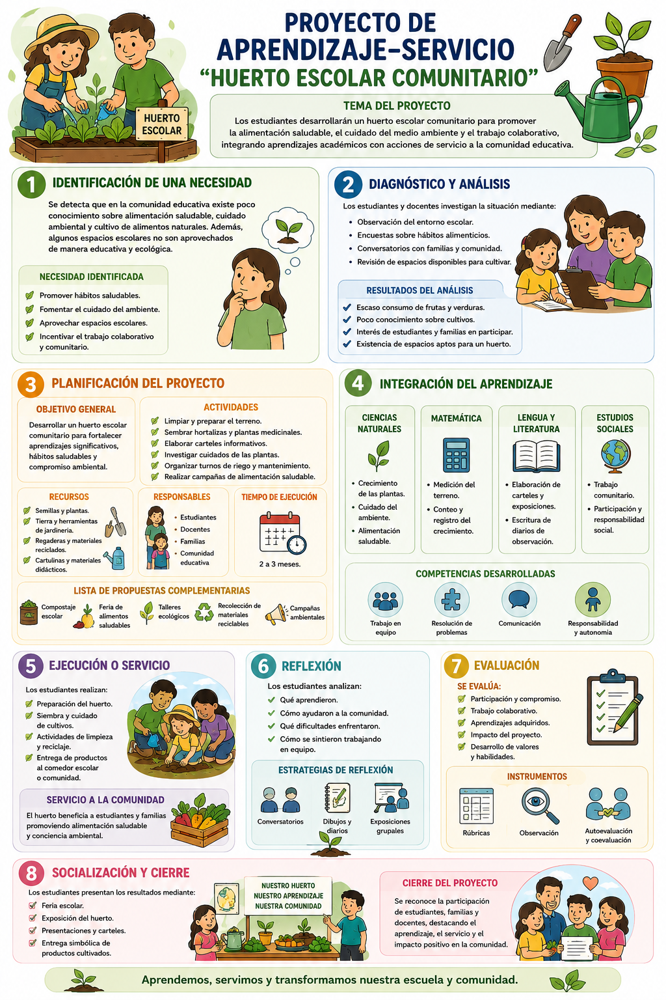 PROYECTO DE
APRENDIZAJE-SERVICIO
"HUERTO ESCOLAR COMUNITARIO"
HUERTO
ESCOLAR
TEMA DEL PROYECTO
Los estudiantes desarrollarán un huerto escolar comunitario para promover
la alimentación saludable, el cuidado del medio ambiente y el trabajo colaborativo,
integrando aprendizajes académicos con acciones de servicio a la comunidad educativa.
1 IDENTIFICACIÓN DE UNA NECESIDAD
Se detecta que en la comunidad educativa existe poco
conocimiento sobre alimentación saludable, cuidado
ambiental y cultivo de alimentos naturales. Además,
algunos espacios escolares no son aprovechados
de manera educativa y ecológica.
NECESIDAD IDENTIFICADA
Promover hábitos saludables.
Fomentar el cuidado del ambiente.
Aprovechar espacios escolares.
Incentivar el trabajo colaborativo
y comunitario.
2 DIAGNÓSTICO Y ANÁLISIS
Los estudiantes y docentes investigan la situación mediante:
• Observación del entorno escolar.
• Encuestas sobre hábitos alimenticios.
• Conversatorios con familias y comunidad.
• Revisión de espacios disponibles para cultivar.
RESULTADOS DEL ANÁLISIS
Escaso consumo de frutas y verduras.
Poco conocimiento sobre cultivos.
Interés de estudiantes y familias en participar.
Existencia de espacios aptos para un huerto.
3 PLANIFICACIÓN DEL PROYECTO
OBJETIVO GENERAL
Desarrollar un huerto escolar
comunitario para fortalecer
aprendizajes significativos,
hábitos saludables y
compromiso ambiental.
ACTIVIDADES
Limpiar y preparar el terreno.
Sembrar hortalizas y plantas medicinales.
Elaborar carteles informativos.
Investigar cuidados de las plantas.
Organizar turnos de riego y mantenimiento.
Realizar campañas de alimentación saludable.
RECURSOS
Semillas y plantas.
Tierra y herramientas
de jardineria.
Regaderas y materiales
reciclados.
Cartulinas y materiales
didácticos.
RESPONSABLES
• Estudiantes
• Docentes
• Familias
• Comunidad
educativa
TIEMPO DE EJECUCIÓN
2 a 3 meses.
LISTA DE PROPUESTAS COMPLEMENTARIAS
Compostaje
escolar
Feria de
alimentos
saludables
Talleres
ecológicos
Recolección de
materiales
reciclables
Campañas
ambientales
4 INTEGRACIÓN DEL APRENDIZAJE
CIENCIAS
NATURALES
• Crecimiento
de las plantas.
• Cuidado del
ambiente.
• Alimentación
saludable.
MATEMÁTICA
• Medición del
terreno.
• Conteo y
registro del
crecimiento.
LENGUA Y
LITERATURA
• Elaboración de
carteles y
exposiciones.
• Escritura de
diarios de
observación.
ESTUDIOS
SOCIALES
• Trabajo
comunitario.
• Participación y
responsabilidad
social.
COMPETENCIAS DESARROLLADAS
Trabajo en
equipo
Resolución de
problemas
Comunicación
Responsabilidad
y autonomia
5 EJECUCIÓN O SERVICIO
Los estudiantes realizan:
Preparación del huerto.
Siembra y cuidado
de cultivos.
Actividades de limpieza
y reciclaje.
Entrega de productos
al comedor escolar
o comunidad.
SERVICIO A LA COMUNIDAD
El huerto beneficia a estudiantes y familias
promoviendo alimentación saludable
y conciencia ambiental.
6 REFLEXIÓN
Los estudiantes analizan:
Qué aprendieron.
Cómo ayudaron a la comunidad.
Qué dificultades enfrentaron.
Cómo se sintieron trabajando
en equipo.
ESTRATEGIAS DE REFLEXIÓN
Conversatorios
Dibujos y
diarios
Exposiciones
grupales
7 EVALUACIÓN
SE EVALÚA:
Participación y compromiso.
Trabajo colaborativo.
Aprendizajes adquiridos.
Impacto del proyecto.
Desarrollo de valores
y habilidades.
INSTRUMENTOS
Rúbricas
Observación
Autoevaluación
y coevaluación
8 SOCIALIZACIÓN Y CIERRE
Los estudiantes presentan los resultados mediante:
Feria escolar.
Exposición del huerto.
Presentaciones y carteles.
Entrega simbólica de
productos cultivados.
NUESTRO HUERTO
NUESTRO APRENDIZAJE
NUESTRA COMUNIDAD
CIERRE DEL PROYECTO
Se reconoce la participación
de estudiantes, familias y
docentes, destacando el
aprendizaje, el servicio y el
impacto positivo en la comunidad.
Aprendemos, servimos y transformamos nuestra escuela y comunidad.